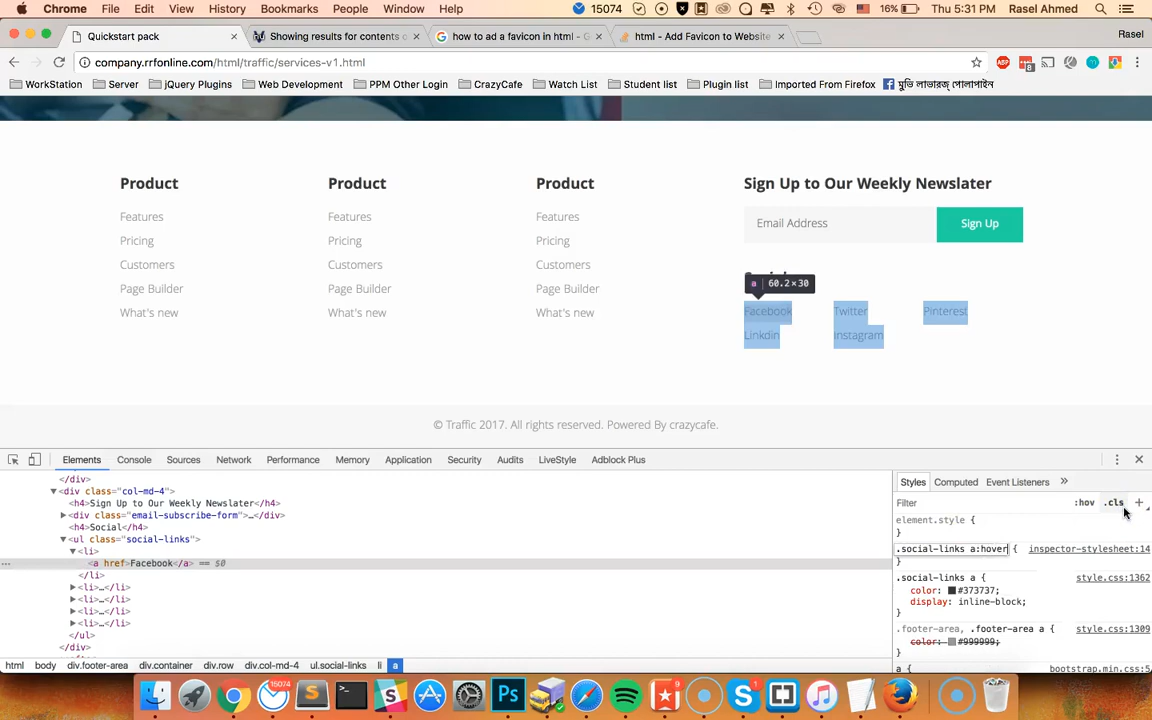 Chrome File Edit View History Bookmarks People Window Help 15074 16% Thu 5:31 PM Rasel Ahmed
Quickstart pack Showing results for contents o how to ad a favicon in html - G html - Add Favicon to Website Rasel
company.rrfonline.com/html/traffic/services-v1.html
WorkStation Server jQuery Plugins Web Development PPM Other Login CrazyCafe Watch List Student list Plugin list Imported From Firefox মুভি লাভারজ্ পোলাপাইন
Product Product Product Sign Up to Our Weekly Newslater
Features Features Features Email Address Sign Up
Pricing Pricing Pricing
Customers Customers Customers
a 60.2×30
Page Builder Page Builder Page Builder
What's new What's new What's new Facebook Twitter Pinterest
Linkdin Instagram
© Traffic 2017. All rights reserved. Powered By crazycafe.
Elements Console Sources Network Performance Memory Application Security Audits LiveStyle Adblock Plus
</div>
<div class="col-md-4">
<h4>Sign Up to Our Weekly Newslater</h4>
<div class="email-subscribe-form">…</div>
<h4>Social</h4>
<ul class="social-links">
<li>
<a href>Facebook</a> == $0
</li>
<li>…</li>
<li>…</li>
<li>…</li>
<li>…</li>
</ul>
</div>
html body div.footer-area div.container div.row div.col-md-4 ul.social-links li a
Styles Computed Event Listeners »
Filter :hov .cls +
element.style {
}
.social-links a:hover { inspector-stylesheet:14
}
.social-links a { style.css:1362
color: #373737;
display: inline-block;
}
.footer-area, .footer-area a { style.css:1309
color: #999999;
}
a { bootstrap.min.css:5
15074 9 1